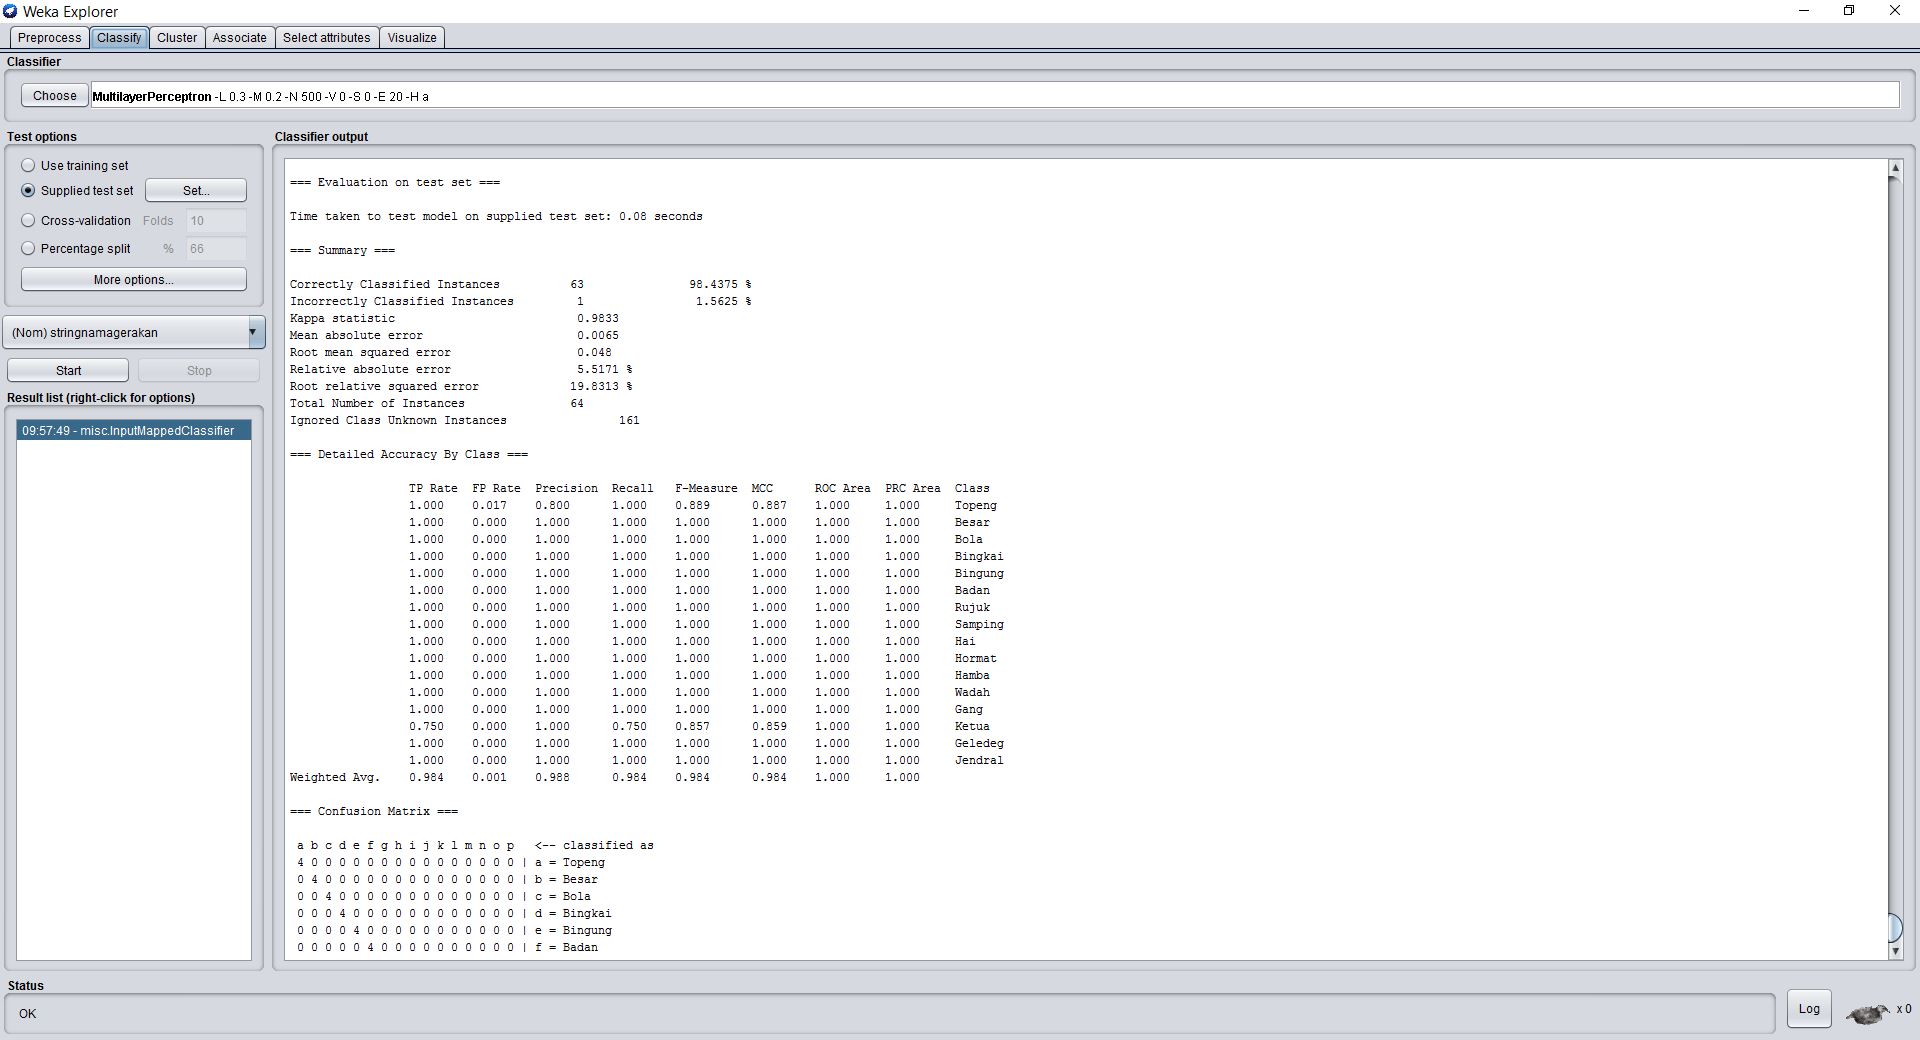 Weka Explorer
Preprocess Classify Cluster Associate Select attributes Visualize
Classifier
Choose MultilayerPerceptron -L 0.3 -M 0.2 -N 500 -V 0 -S 0 -E 20 -H a
Test options
Use training set
Supplied test set Set...
Cross-validation Folds 10
Percentage split % 66
More options...
(Nom) stringnamagerakan
Start Stop
Result list (right-click for options)
09:57:49 - misc.InputMappedClassifier
Classifier output
=== Evaluation on test set ===
Time taken to test model on supplied test set: 0.08 seconds
=== Summary ===
Correctly Classified Instances 63 98.4375 %
Incorrectly Classified Instances 1 1.5625 %
Kappa statistic 0.9833
Mean absolute error 0.0065
Root mean squared error 0.048
Relative absolute error 5.5171 %
Root relative squared error 19.8313 %
Total Number of Instances 64
Ignored Class Unknown Instances 161
=== Detailed Accuracy By Class ===
TP Rate FP Rate Precision Recall F-Measure MCC ROC Area PRC Area Class
1.000 0.017 0.800 1.000 0.889 0.887 1.000 1.000 Topeng
1.000 0.000 1.000 1.000 1.000 1.000 1.000 1.000 Besar
1.000 0.000 1.000 1.000 1.000 1.000 1.000 1.000 Bola
1.000 0.000 1.000 1.000 1.000 1.000 1.000 1.000 Bingkai
1.000 0.000 1.000 1.000 1.000 1.000 1.000 1.000 Bingung
1.000 0.000 1.000 1.000 1.000 1.000 1.000 1.000 Badan
1.000 0.000 1.000 1.000 1.000 1.000 1.000 1.000 Rujuk
1.000 0.000 1.000 1.000 1.000 1.000 1.000 1.000 Samping
1.000 0.000 1.000 1.000 1.000 1.000 1.000 1.000 Hai
1.000 0.000 1.000 1.000 1.000 1.000 1.000 1.000 Hormat
1.000 0.000 1.000 1.000 1.000 1.000 1.000 1.000 Hamba
1.000 0.000 1.000 1.000 1.000 1.000 1.000 1.000 Wadah
1.000 0.000 1.000 1.000 1.000 1.000 1.000 1.000 Gang
0.750 0.000 1.000 0.750 0.857 0.859 1.000 1.000 Ketua
1.000 0.000 1.000 1.000 1.000 1.000 1.000 1.000 Geledeg
1.000 0.000 1.000 1.000 1.000 1.000 1.000 1.000 Jendral
Weighted Avg. 0.984 0.001 0.988 0.984 0.984 0.984 1.000 1.000
=== Confusion Matrix ===
a b c d e f g h i j k l m n o p <-- classified as
4 0 0 0 0 0 0 0 0 0 0 0 0 0 0 0 | a = Topeng
0 4 0 0 0 0 0 0 0 0 0 0 0 0 0 0 | b = Besar
0 0 4 0 0 0 0 0 0 0 0 0 0 0 0 0 | c = Bola
0 0 0 4 0 0 0 0 0 0 0 0 0 0 0 0 | d = Bingkai
0 0 0 0 4 0 0 0 0 0 0 0 0 0 0 0 | e = Bingung
0 0 0 0 0 4 0 0 0 0 0 0 0 0 0 0 | f = Badan
Status
OK
Log x 0